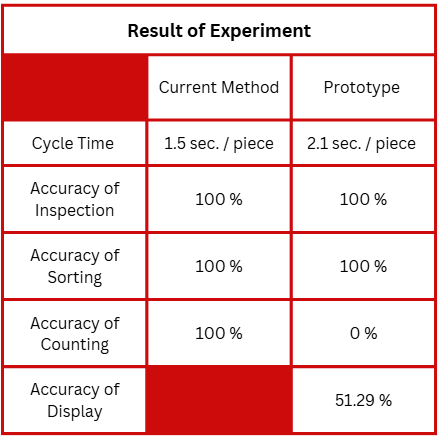 Result of Experiment
Current Method
Prototype
Cycle Time
1.5 sec. / piece
2.1 sec. / piece
Accuracy of
Inspection
100 %
100 %
Accuracy of
Sorting
100 %
100 %
Accuracy of
Counting
100 %
0 %
Accuracy of
Display
51.29 %